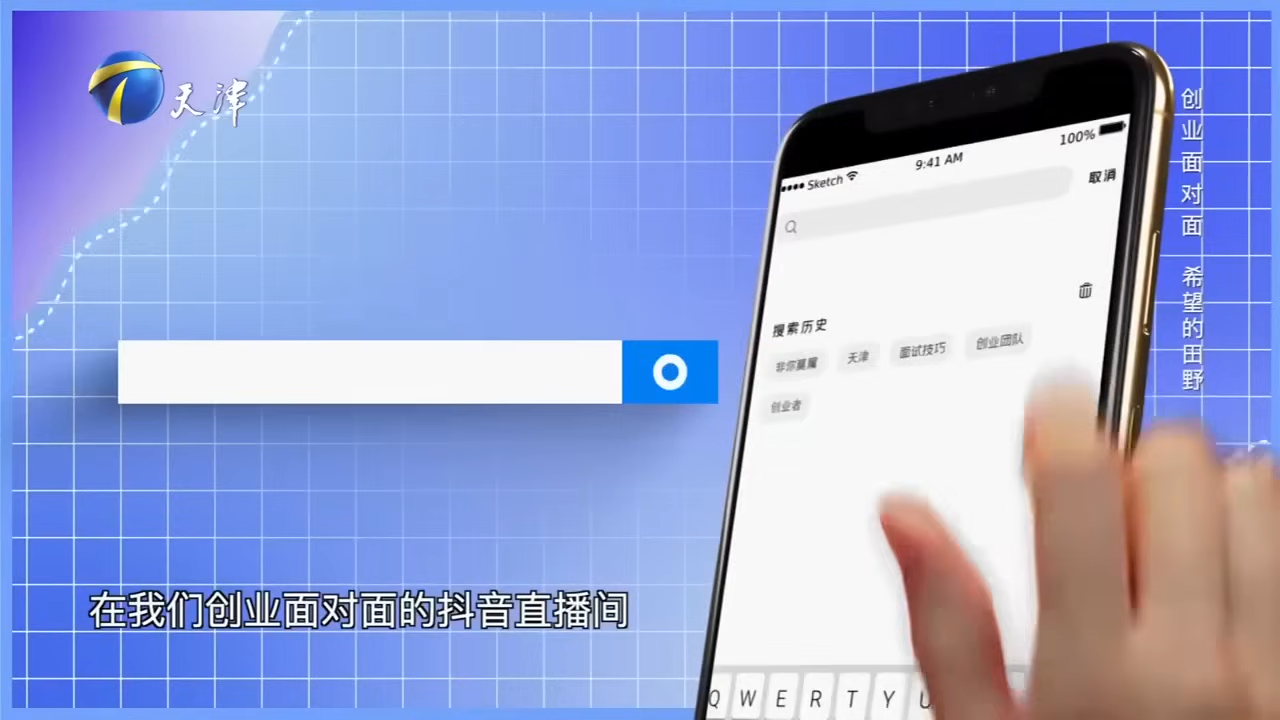 天津
创业面对面 希望的田野
Sketch 9:41 AM 100%
取消
搜索历史
非你莫属 天津 面试技巧 创业团队
创业者
在我们创业面对面的抖音直播间
Q W E R T Y U